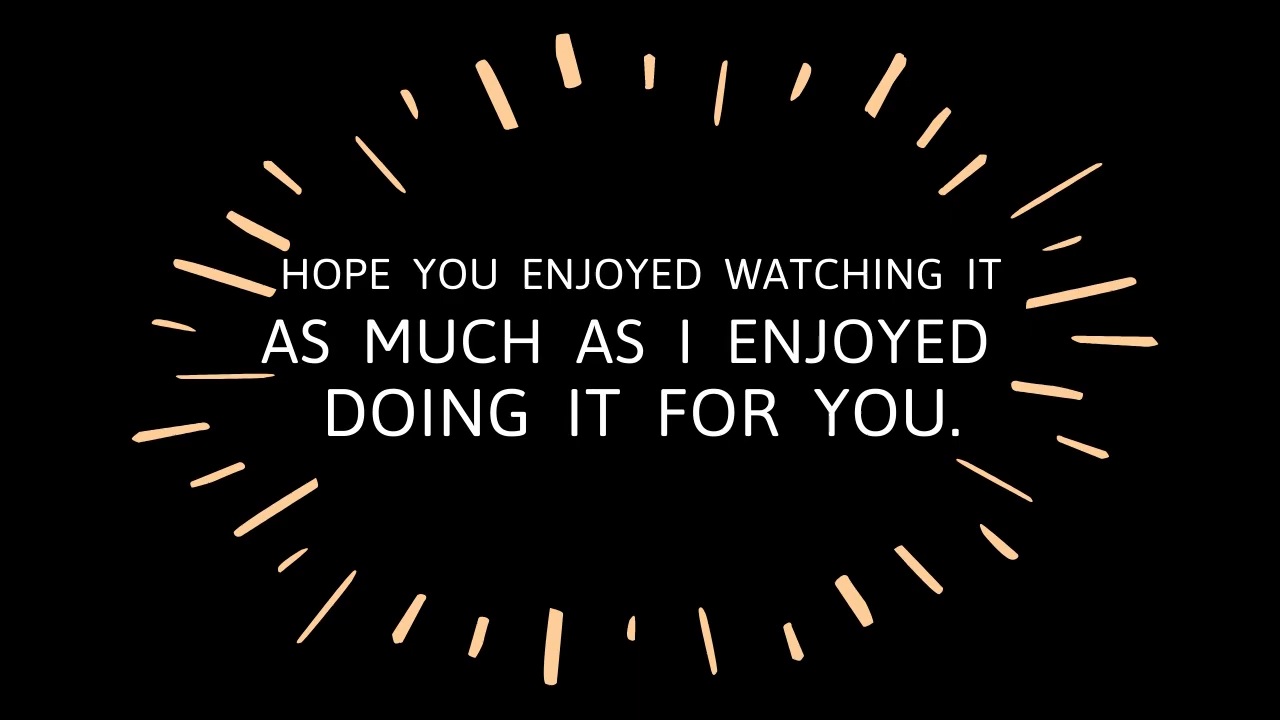 HOPE YOU ENJOYED WATCHING IT
AS MUCH AS I ENJOYED
DOING IT FOR YOU.